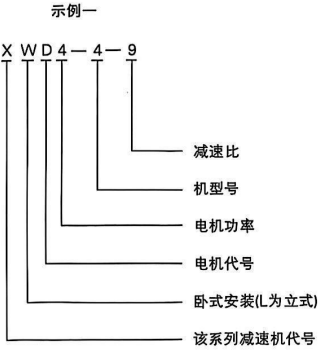 示例一
XWD4—4—9
减速比
机型号
电机功率
电机代号
卧式安装(L为立式)
该系列减速机代号